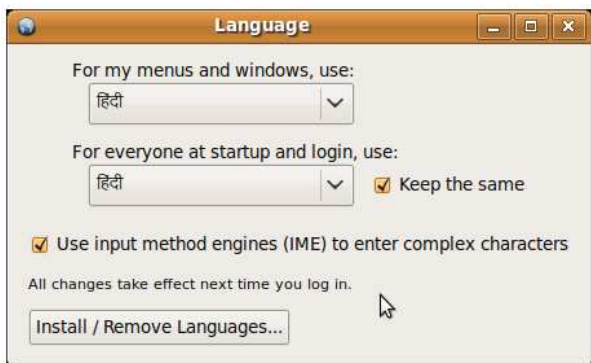 Language
For my menus and windows, use:
हिंदी
For everyone at startup and login, use:
हिंदी
Keep the same
Use input method engines (IME) to enter complex characters
All changes take effect next time you log in.
Install / Remove Languages...